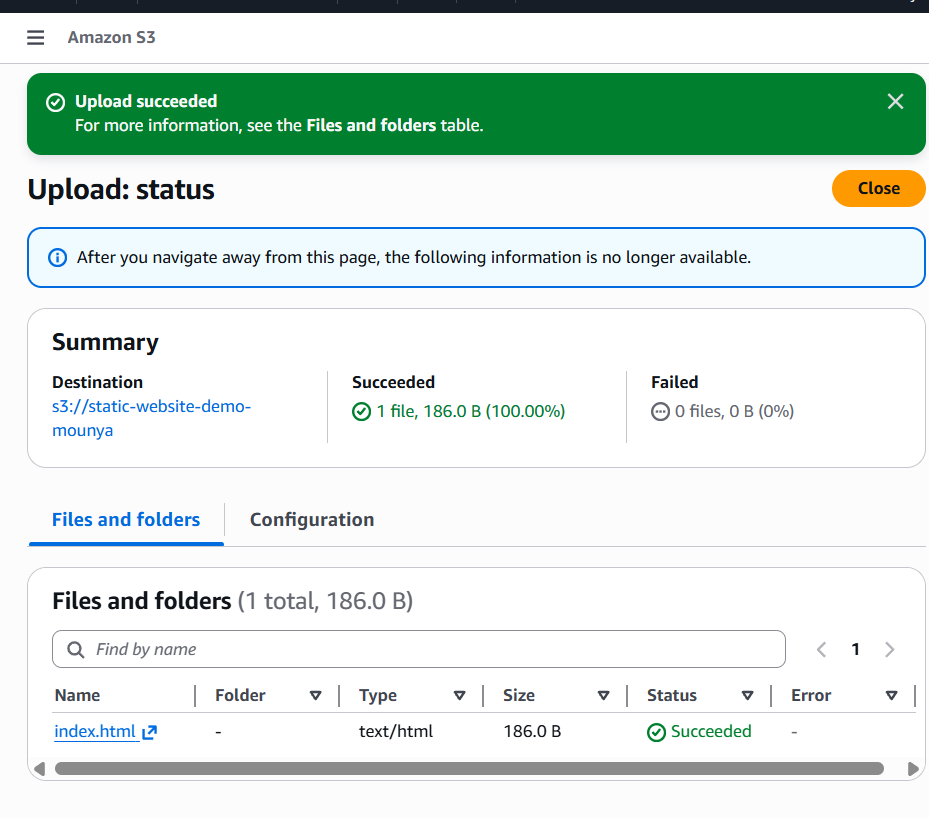 Amazon S3
Upload succeeded
For more information, see the Files and folders table.
Upload: status
Close
After you navigate away from this page, the following information is no longer available.
Summary
Destination
s3://static-website-demo-
mounya
Succeeded
1 file, 186.0 B (100.00%)
Failed
0 files, 0 B (0%)
Files and folders
Configuration
Files and folders (1 total, 186.0 B)
Find by name
1
Name Folder Type Size Status Error
index.html - text/html 186.0 B Succeeded -